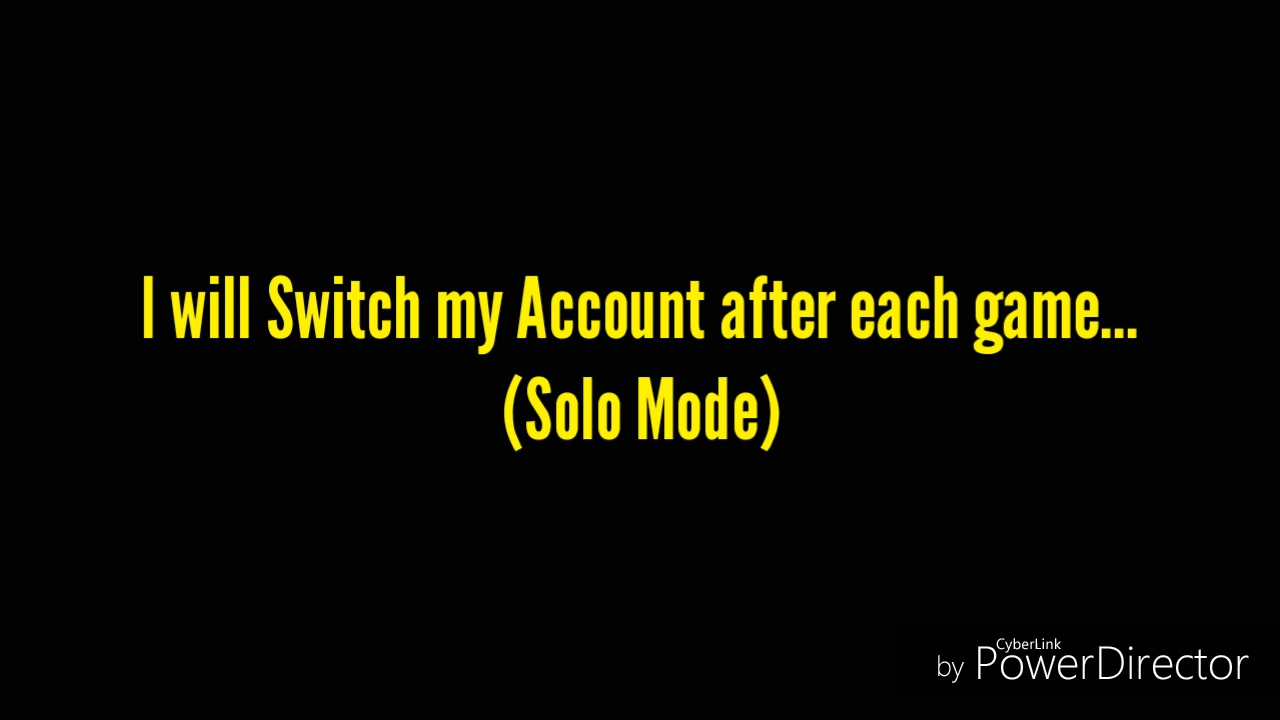 I will Switch my Account after each game...
(Solo Mode)
by CyberLink PowerDirector